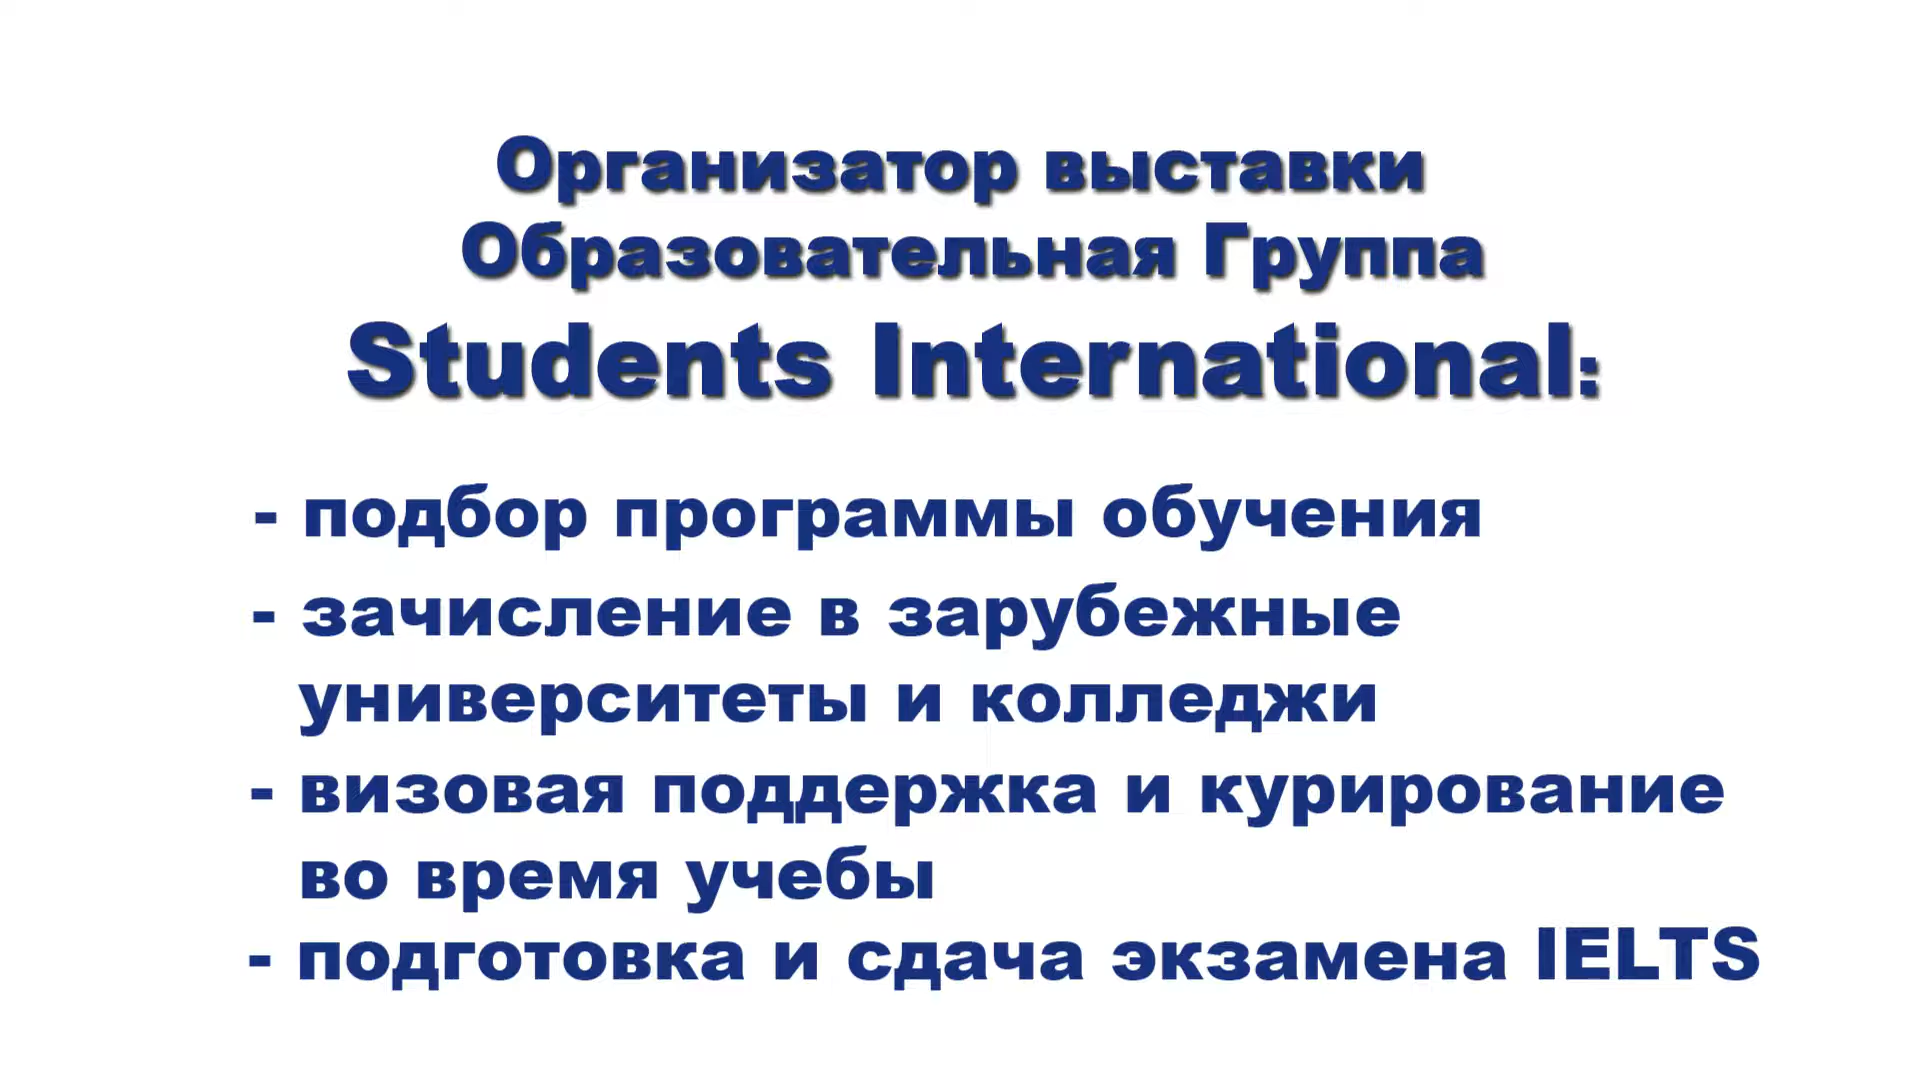 Организатор выставки
Образовательная Группа
Students International:
- подбор программы обучения
- зачисление в зарубежные
университеты и колледжи
- визовая поддержка и курирование
во время учебы
- подготовка и сдача экзамена IELTS